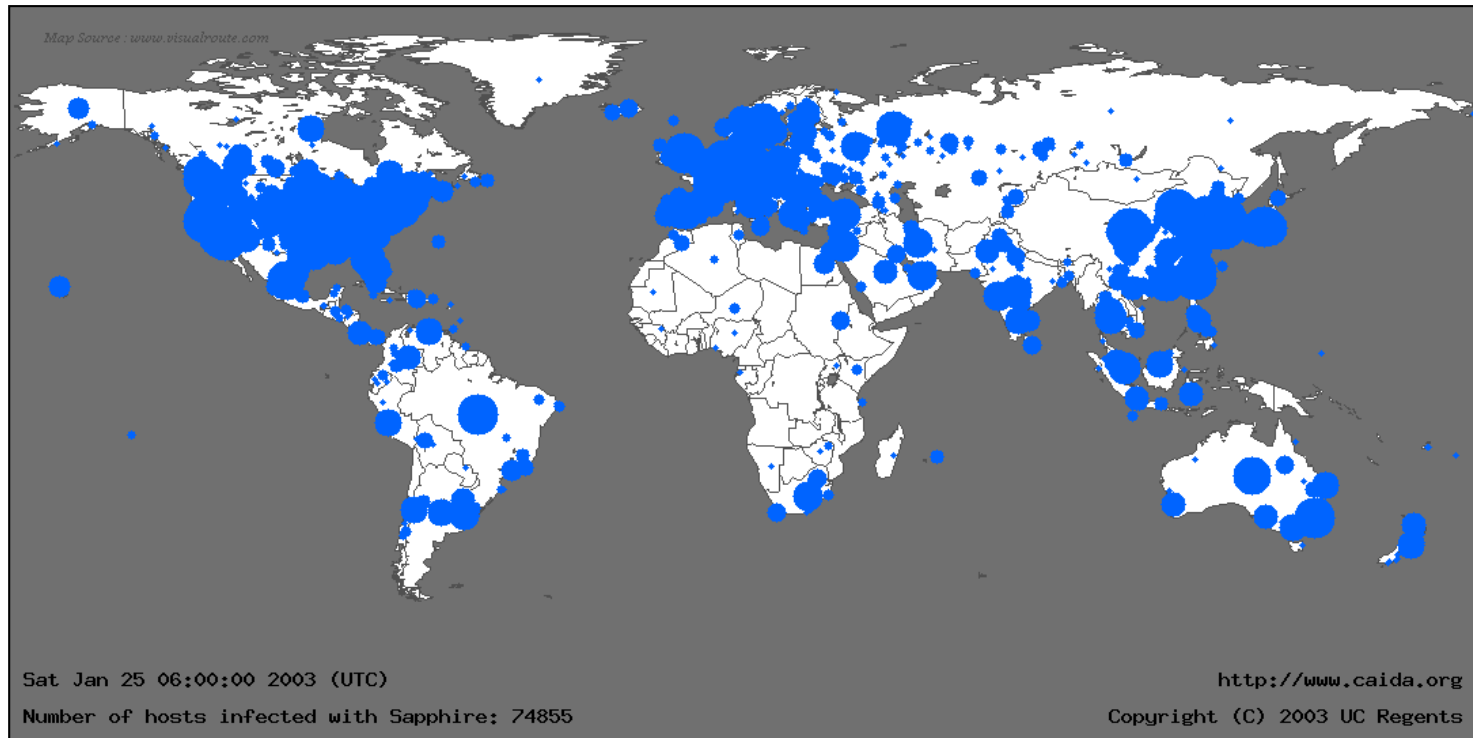 Map Source : www.visualroute.com
Sat Jan 25 06:00:00 2003 (UTC)
http://www.caida.org
Number of hosts infected with Sapphire: 74855
Copyright (C) 2003 UC Regents